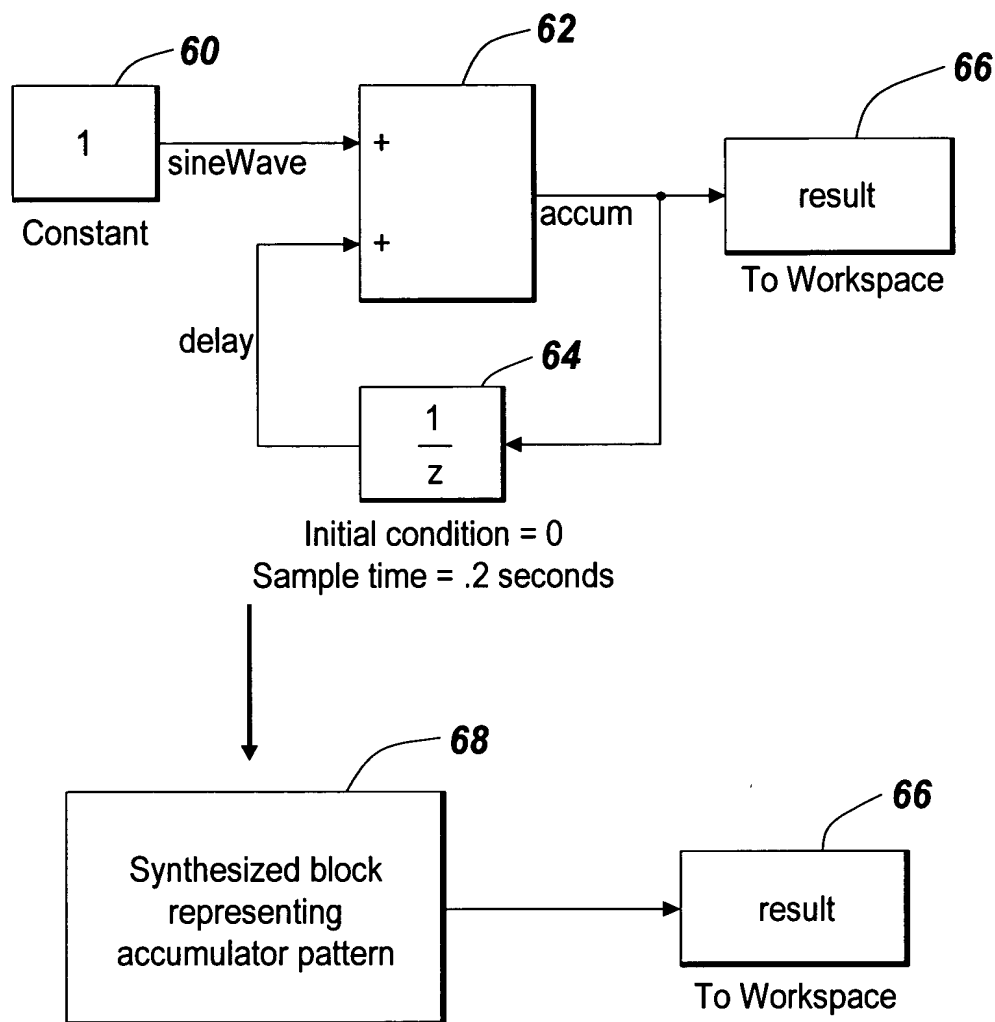 60
62
66
1
+
sineWave
Constant
+
accum
result
To Workspace
delay
64
1
z
Initial condition = 0
Sample time = .2 seconds
68
66
Synthesized block
representing
accumulator pattern
result
To Workspace